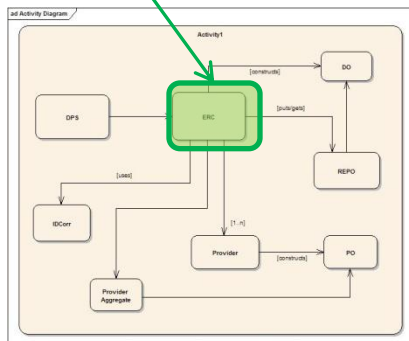 ad Activity Diagram
Activity1
DO
[constructs]
DPS
ERC
[puts/gets]
REPO
[uses]
IDCorr
[1..n]
Provider
[constructs]
PO
Provider
Aggregate